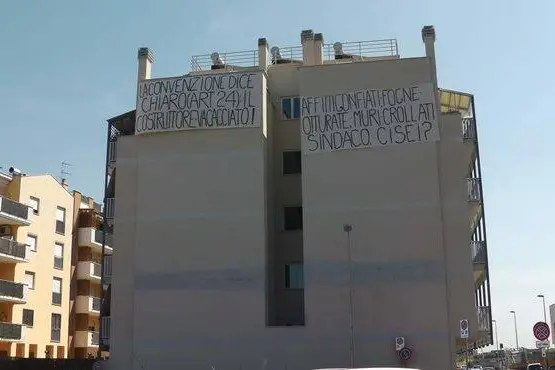 LA CONVENZIONE DICE
CHIARO (ART. 24) IL
COSTRUTTORE VA CACCIATO!
AFFITTI GONFIATI, FOGNE
OTTURATE, MURI CROLLATI
SINDACO, CI SEI?